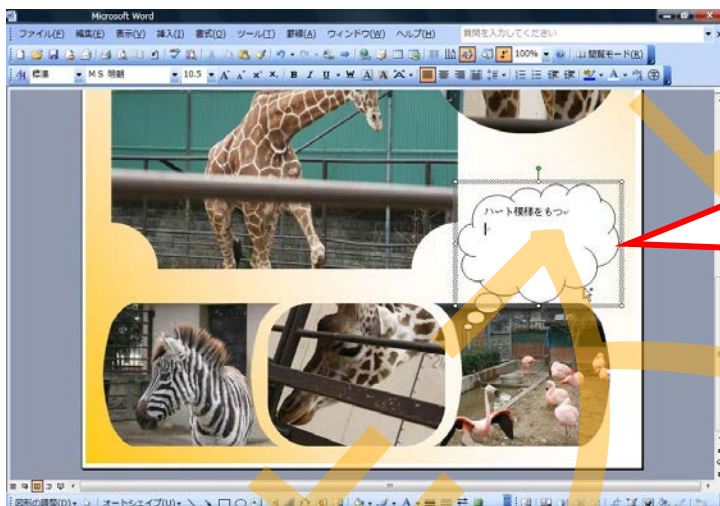 Microsoft Word
ファイル(F) 編集(E) 表示(V) 挿入(I) 書式(O) ツール(T) 罫線(A) ウィンドウ(W) ヘルプ(H) 質問を入力してください
100% 閲覧モード(R)
標準 MS 明朝 10.5 B I U
ハート模様をもつ
図形の調整(D) オートシェイプ(U)